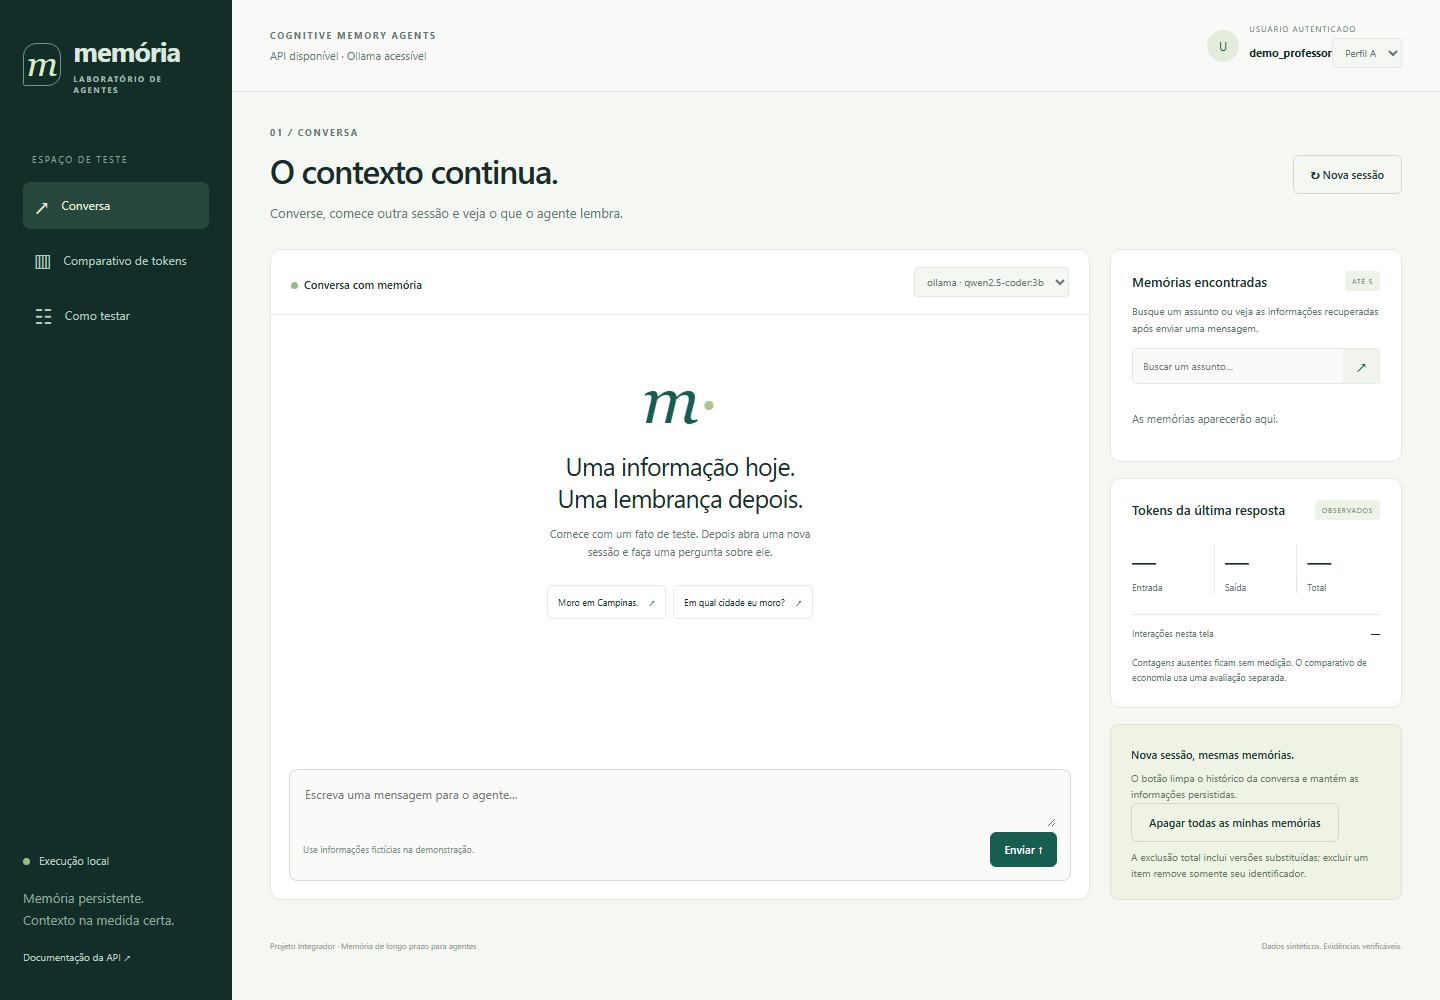 m
memória
LABORATÓRIO DE
AGENTES
ESPAÇO DE TESTE
↗ Conversa
Comparativo de tokens
Como testar
Execução local
Memória persistente.
Contexto na medida certa.
Documentação da API ↗
COGNITIVE MEMORY AGENTS
API disponível · Ollama acessível
U
USUÁRIO AUTENTICADO
demo_professor
Perfil A
01 / CONVERSA
O contexto continua.
Converse, comece outra sessão e veja o que o agente lembra.
↻ Nova sessão
Conversa com memória
ollama · qwen2.5-coder:3b
m
Uma informação hoje.
Uma lembrança depois.
Comece com um fato de teste. Depois abra uma nova
sessão e faça uma pergunta sobre ele.
Moro em Campinas. ↗
Em qual cidade eu moro? ↗
Escreva uma mensagem para o agente...
Use informações fictícias na demonstração.
Enviar ↑
Memórias encontradas
ATÉ 5
Busque um assunto ou veja as informações recuperadas
após enviar uma mensagem.
Buscar um assunto... ↗
As memórias aparecerão aqui.
Tokens da última resposta
OBSERVADOS
— — —
Entrada Saída Total
Interações nesta tela —
Contagens ausentes ficam sem medição. O comparativo de
economia usa uma avaliação separada.
Nova sessão, mesmas memórias.
O botão limpa o histórico da conversa e mantém as
informações persistidas.
Apagar todas as minhas memórias
A exclusão total inclui versões substituídas; excluir um
item remove somente seu identificador.
Projeto Integrador · Memória de longo prazo para agentes
Dados sintéticos. Evidências verificáveis.